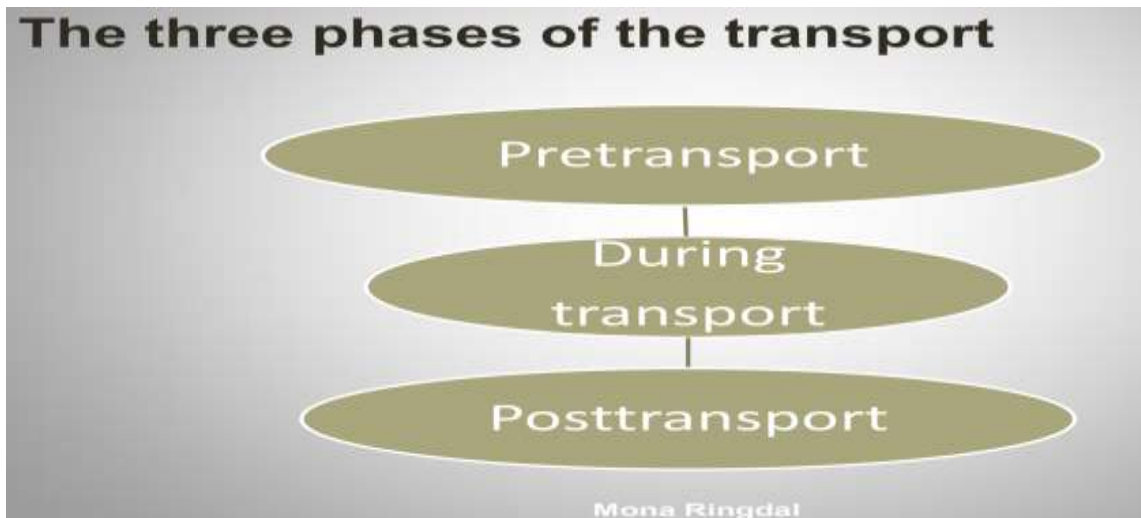 The three phases of the transport
Pretransport
During
transport
Posttransport
Mona Ringdal